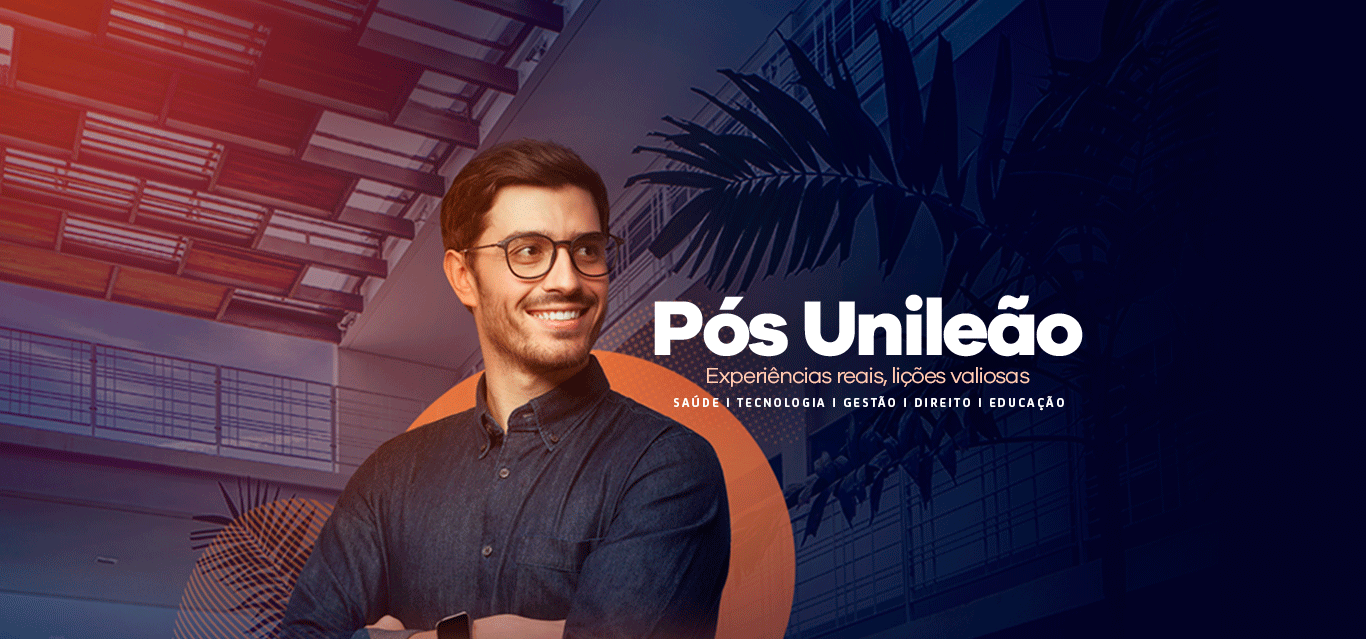 Pós Unileão
Experiências reais, lições valiosas
SAÚDE | TECNOLOGIA | GESTÃO | DIREITO | EDUCAÇÃO